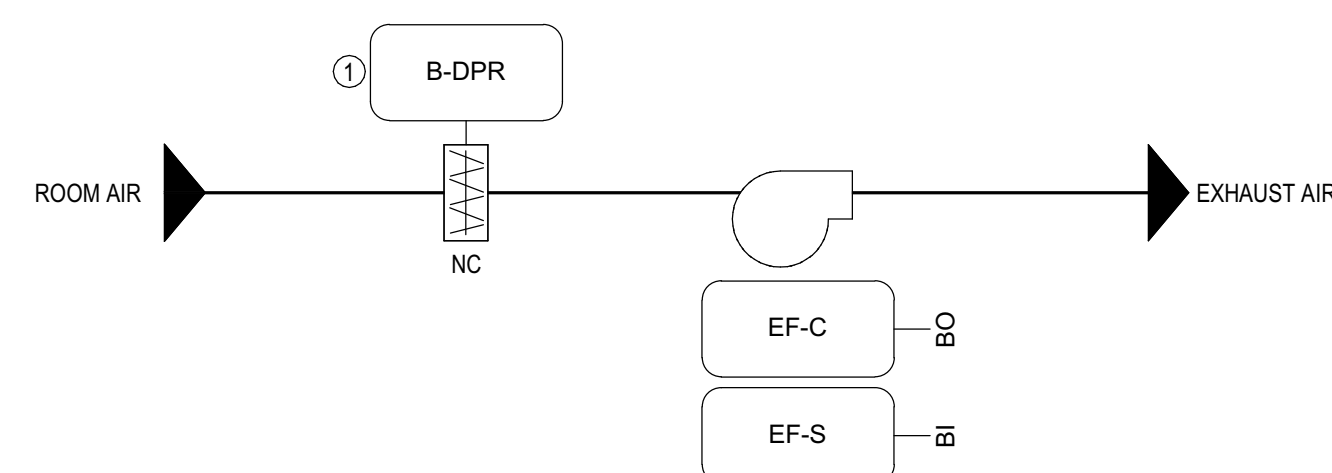 1
B-DPR
ROOM AIR
EXHAUST AIR
NC
EF-C
BO
EF-S
BI